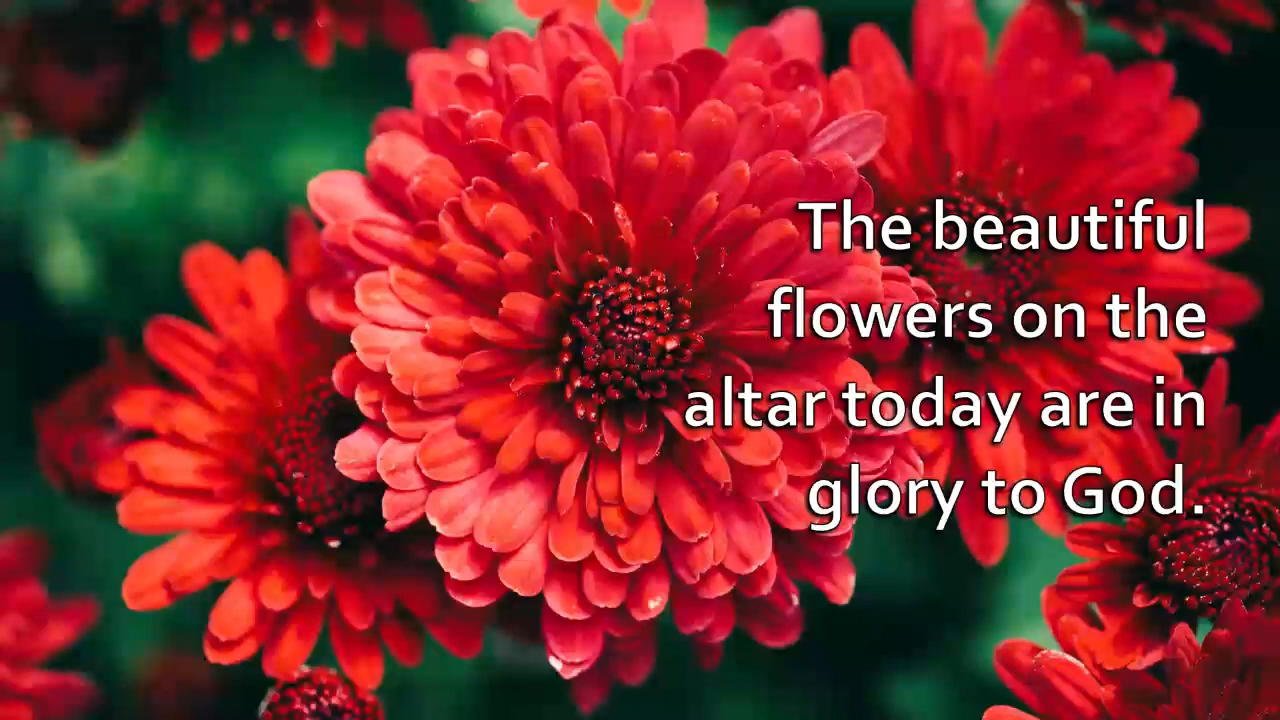 The beautiful
flowers on the
altar today are in
glory to God.